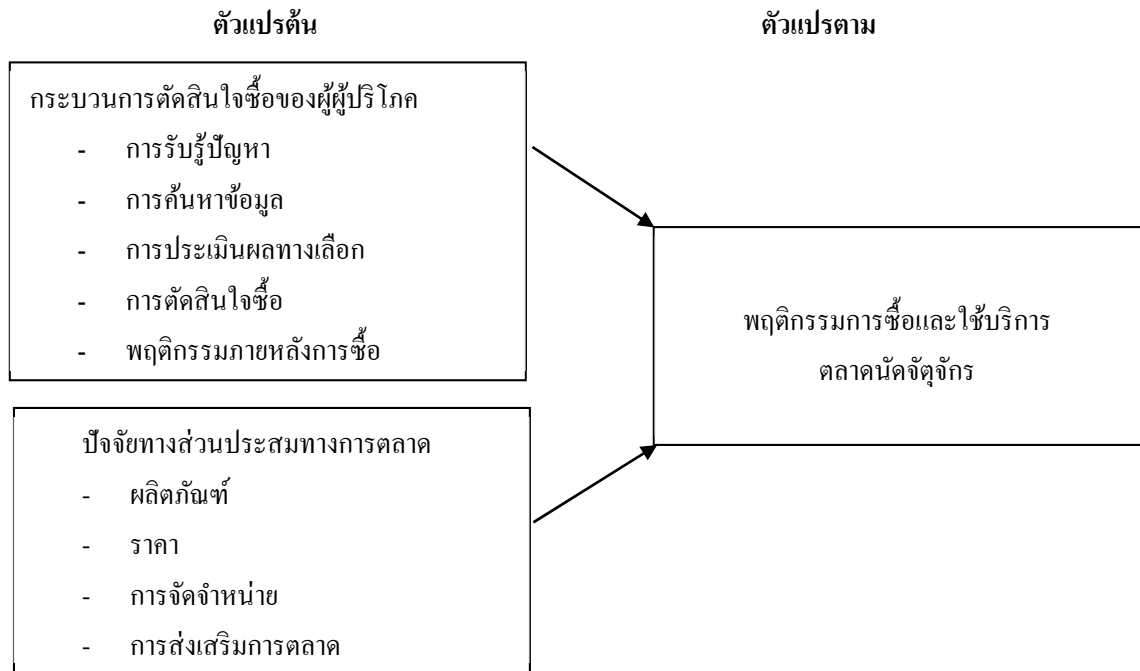 ตัวแปรต้น
ตัวแปรตาม
กระบวนการตัดสินใจซื้อของผู้ผู้ปริโภค
- การรับรู้ปัญหา
- การค้นหาข้อมูล
- การประเมินผลทางเลือก
- การตัดสินใจซื้อ
- พฤติกรรมภายหลังการซื้อ
พฤติกรรมการซื้อและใช้บริการ
ตลาดนัดจัตุจักร
ปัจจัยทางส่วนประสมทางการตลาด
- ผลิตภัณฑ์
- ราคา
- การจัดจำหน่าย
- การส่งเสริมการตลาด